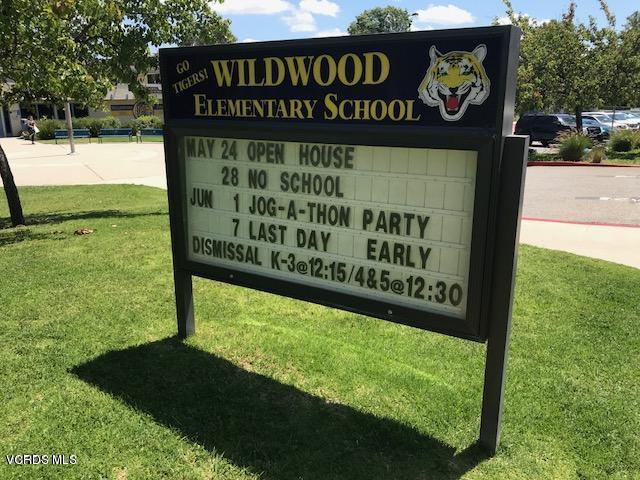 GO TIGERS!
WILDWOOD
ELEMENTARY SCHOOL
MAY 24 OPEN HOUSE
28 NO SCHOOL
JUN 1 JOG-A-THON PARTY
7 LAST DAY EARLY
DISMISSAL K-3@12:15/4&5@12:30
VCRDS MLS